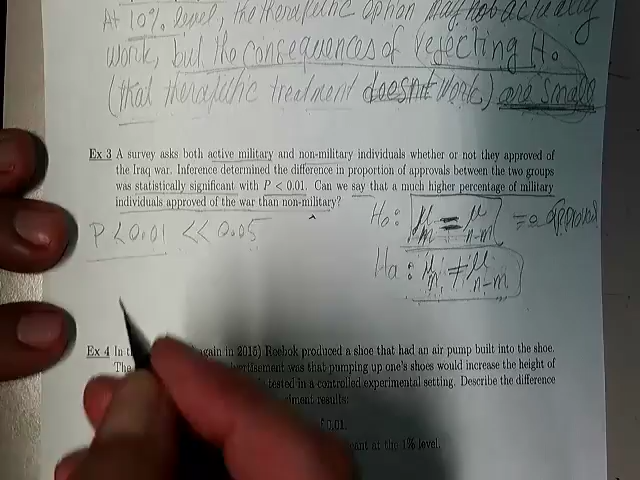 At 10% level, the therapeutic option may not actually
work, but the consequences of rejecting H₀
(that therapeutic treatment doesn't work) are small
Ex 3 A survey asks both active military and non-military individuals whether or not they approved of
the Iraq war. Inference determined the difference in proportion of approvals between the two groups
was statistically significant with P < 0.01. Can we say that a much higher percentage of military
individuals approved of the war than non-military?
P < 0.01 << 0.05
H₀: μ_m = μ_n-m approval
Ha: μ_m ≠ μ_n-m
Ex 4 In again in 2015) Reebok produced a shoe that had an air pump built into the shoe.
The was that pumping up one's shoes would increase the height of
tested in a controlled experimental setting. Describe the difference
results:
0.01.
at the 1% level.